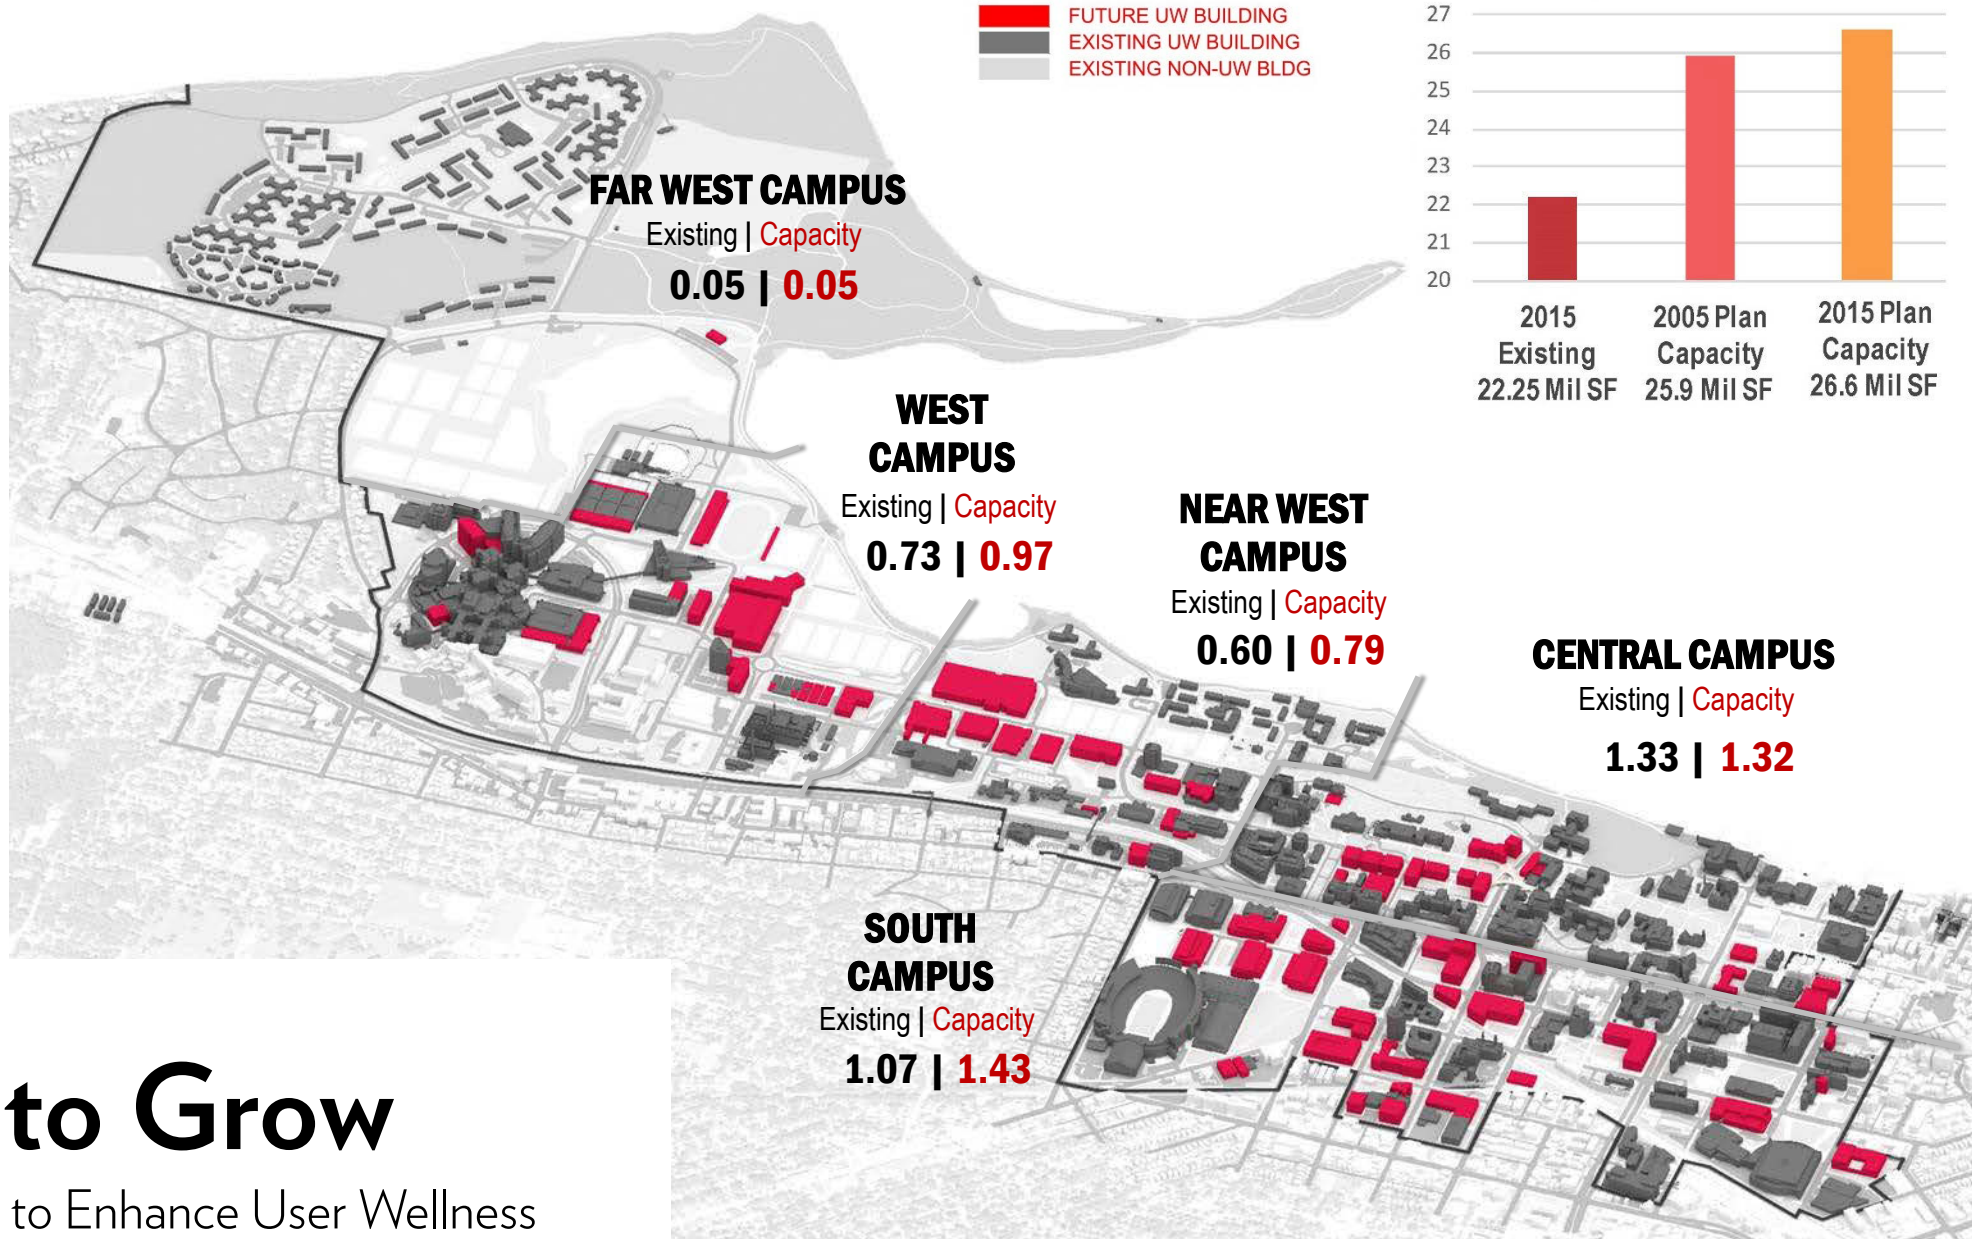 FUTURE UW BUILDING
EXISTING UW BUILDING
EXISTING NON-UW BLDG
27
26
25
24
23
22
21
20
2015
Existing
22.25 Mil SF
2005 Plan
Capacity
25.9 Mil SF
2015 Plan
Capacity
26.6 Mil SF
FAR WEST CAMPUS
Existing | Capacity
0.05 | 0.05
WEST
CAMPUS
Existing | Capacity
0.73 | 0.97
NEAR WEST
CAMPUS
Existing | Capacity
0.60 | 0.79
CENTRAL CAMPUS
Existing | Capacity
1.33 | 1.32
SOUTH
CAMPUS
Existing | Capacity
1.07 | 1.43
to Grow
to Enhance User Wellness